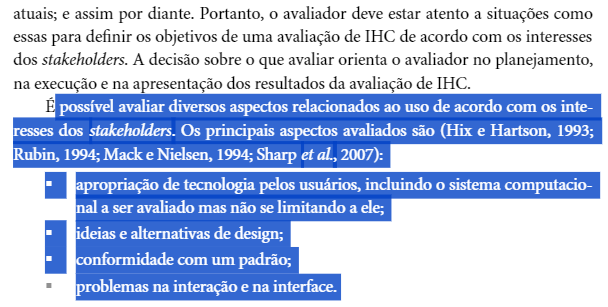 atuais; e assim por diante. Portanto, o avaliador deve estar atento a situações como
essas para definir os objetivos de uma avaliação de IHC de acordo com os interesses
dos stakeholders. A decisão sobre o que avaliar orienta o avaliador no planejamento,
na execução e na apresentação dos resultados da avaliação de IHC.
É possível avaliar diversos aspectos relacionados ao uso de acordo com os inte-
resses dos stakeholders. Os principais aspectos avaliados são (Hix e Hartson, 1993;
Rubin, 1994; Mack e Nielsen, 1994; Sharp et al., 2007):
▪ apropriação de tecnologia pelos usuários, incluindo o sistema computacio-
nal a ser avaliado mas não se limitando a ele;
▪ ideias e alternativas de design;
▪ conformidade com um padrão;
▪ problemas na interação e na interface.